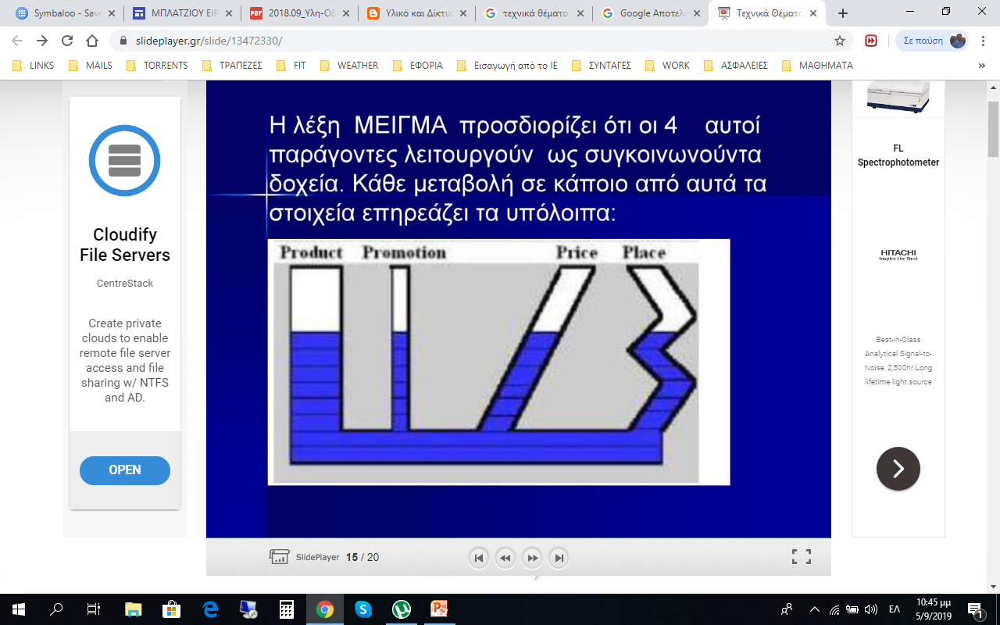 Symbaloo - Save
ΜΠΛΑΤΖΙΟΥ ΕΙΡ
2018.09_Υλη-Οδ
Υλικό και Δίκτυ
τεχνικά θέματα
Google Αποτελέ
Τεχνικά Θέματα
slideplayer.gr/slide/13472330/
Σε παύση
LINKS
MAILS
TORRENTS
ΤΡΑΠΕΖΕΣ
FIT
WEATHER
ΕΦΟΡΙΑ
Εισαγωγή από το IE
ΣΥΝΤΑΓΕΣ
WORK
ΑΣΦΑΛΕΙΕΣ
ΜΑΘΗΜΑΤΑ
»
Cloudify
File Servers
CentreStack
Create private
clouds to enable
remote file server
access and file
sharing w/ NTFS
and AD.
OPEN
Η λέξη ΜΕΙΓΜΑ προσδιορίζει ότι οι 4 αυτοί
παράγοντες λειτουργούν ως συγκοινωνούντα
δοχεία. Κάθε μεταβολή σε κάποιο από αυτά τα
στοιχεία επηρεάζει τα υπόλοιπα:
Product Promotion Price Place
SlidePlayer 15 / 20
FL
Spectrophotometer
HITACHI
Inspire the Next
Best-in-Class
Analytical Signal-to-
Noise, 2,500hr Long
lifetime light source
ΕΛ
10:45 μμ
5/9/2019
1